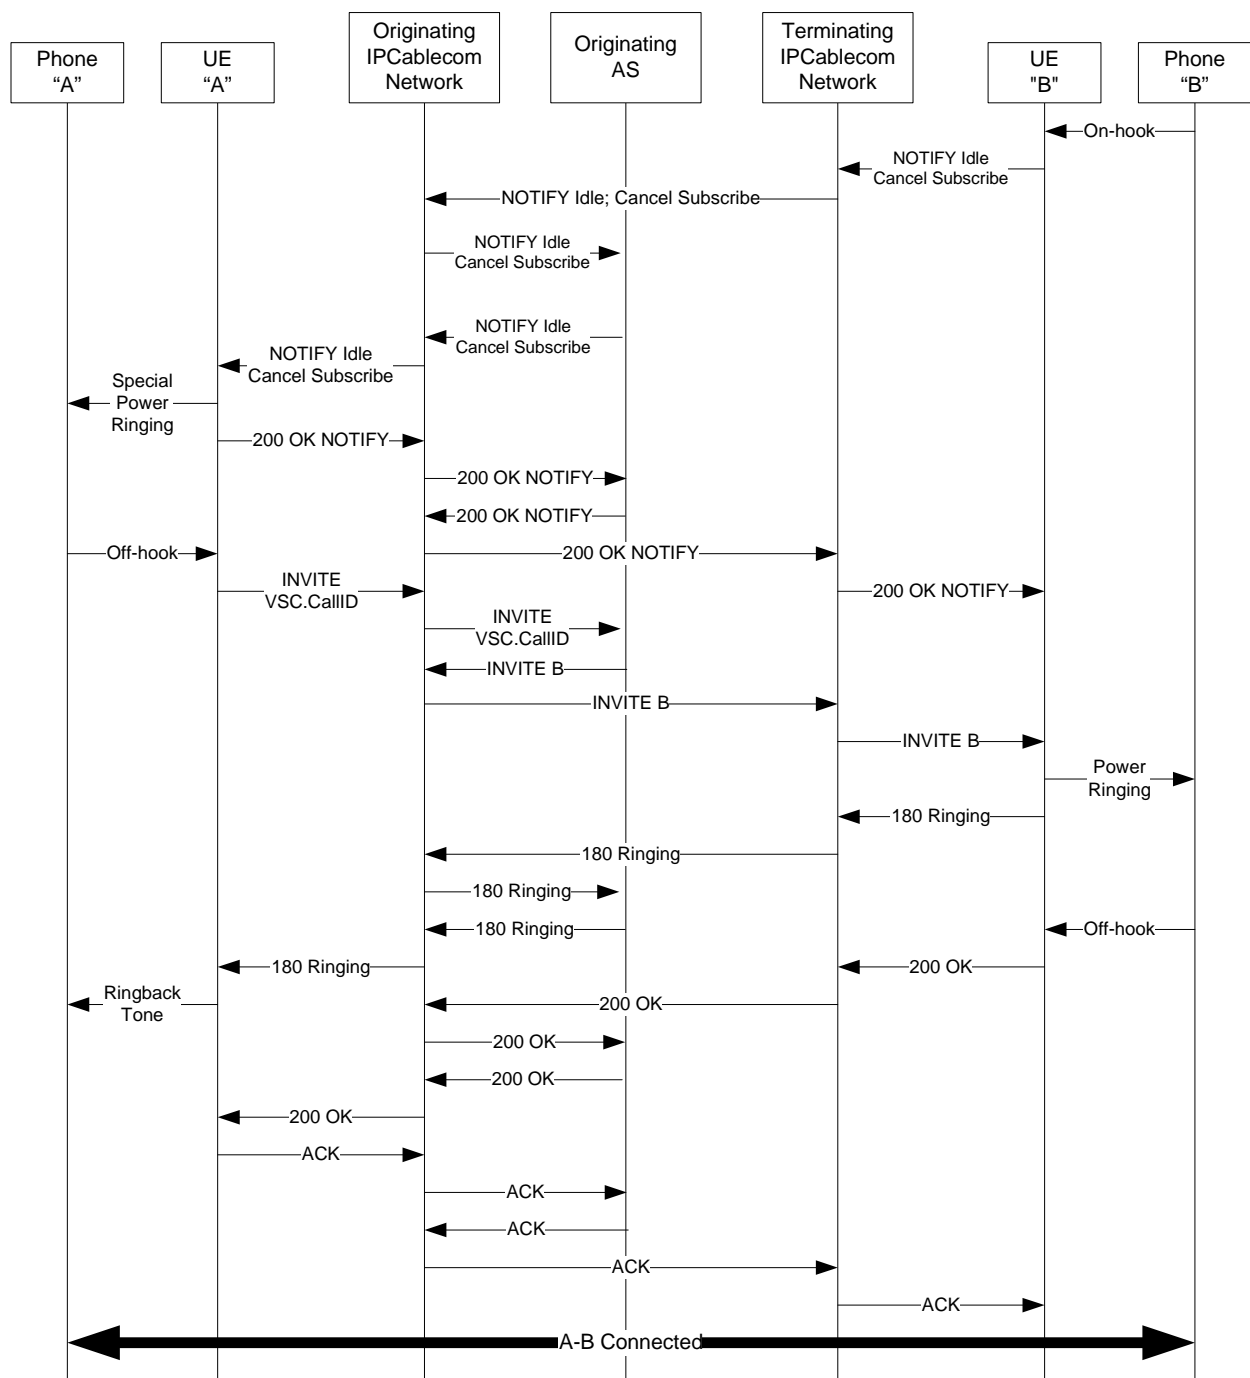 Phone
“A”
UE
“A”
Originating
IPCablecom
Network
Originating
AS
Terminating
IPCablecom
Network
UE
"B"
Phone
“B”
On-hook
NOTIFY Idle
Cancel Subscribe
NOTIFY Idle; Cancel Subscribe
NOTIFY Idle
Cancel Subscribe
NOTIFY Idle
Cancel Subscribe
NOTIFY Idle
Cancel Subscribe
Special
Power
Ringing
200 OK NOTIFY
200 OK NOTIFY
200 OK NOTIFY
Off-hook
200 OK NOTIFY
INVITE
VSC.CallID
200 OK NOTIFY
INVITE
VSC.CallID
INVITE B
INVITE B
INVITE B
Power
Ringing
180 Ringing
180 Ringing
180 Ringing
180 Ringing
Off-hook
180 Ringing
200 OK
Ringback
Tone
200 OK
200 OK
200 OK
200 OK
ACK
ACK
ACK
ACK
ACK
A-B Connected